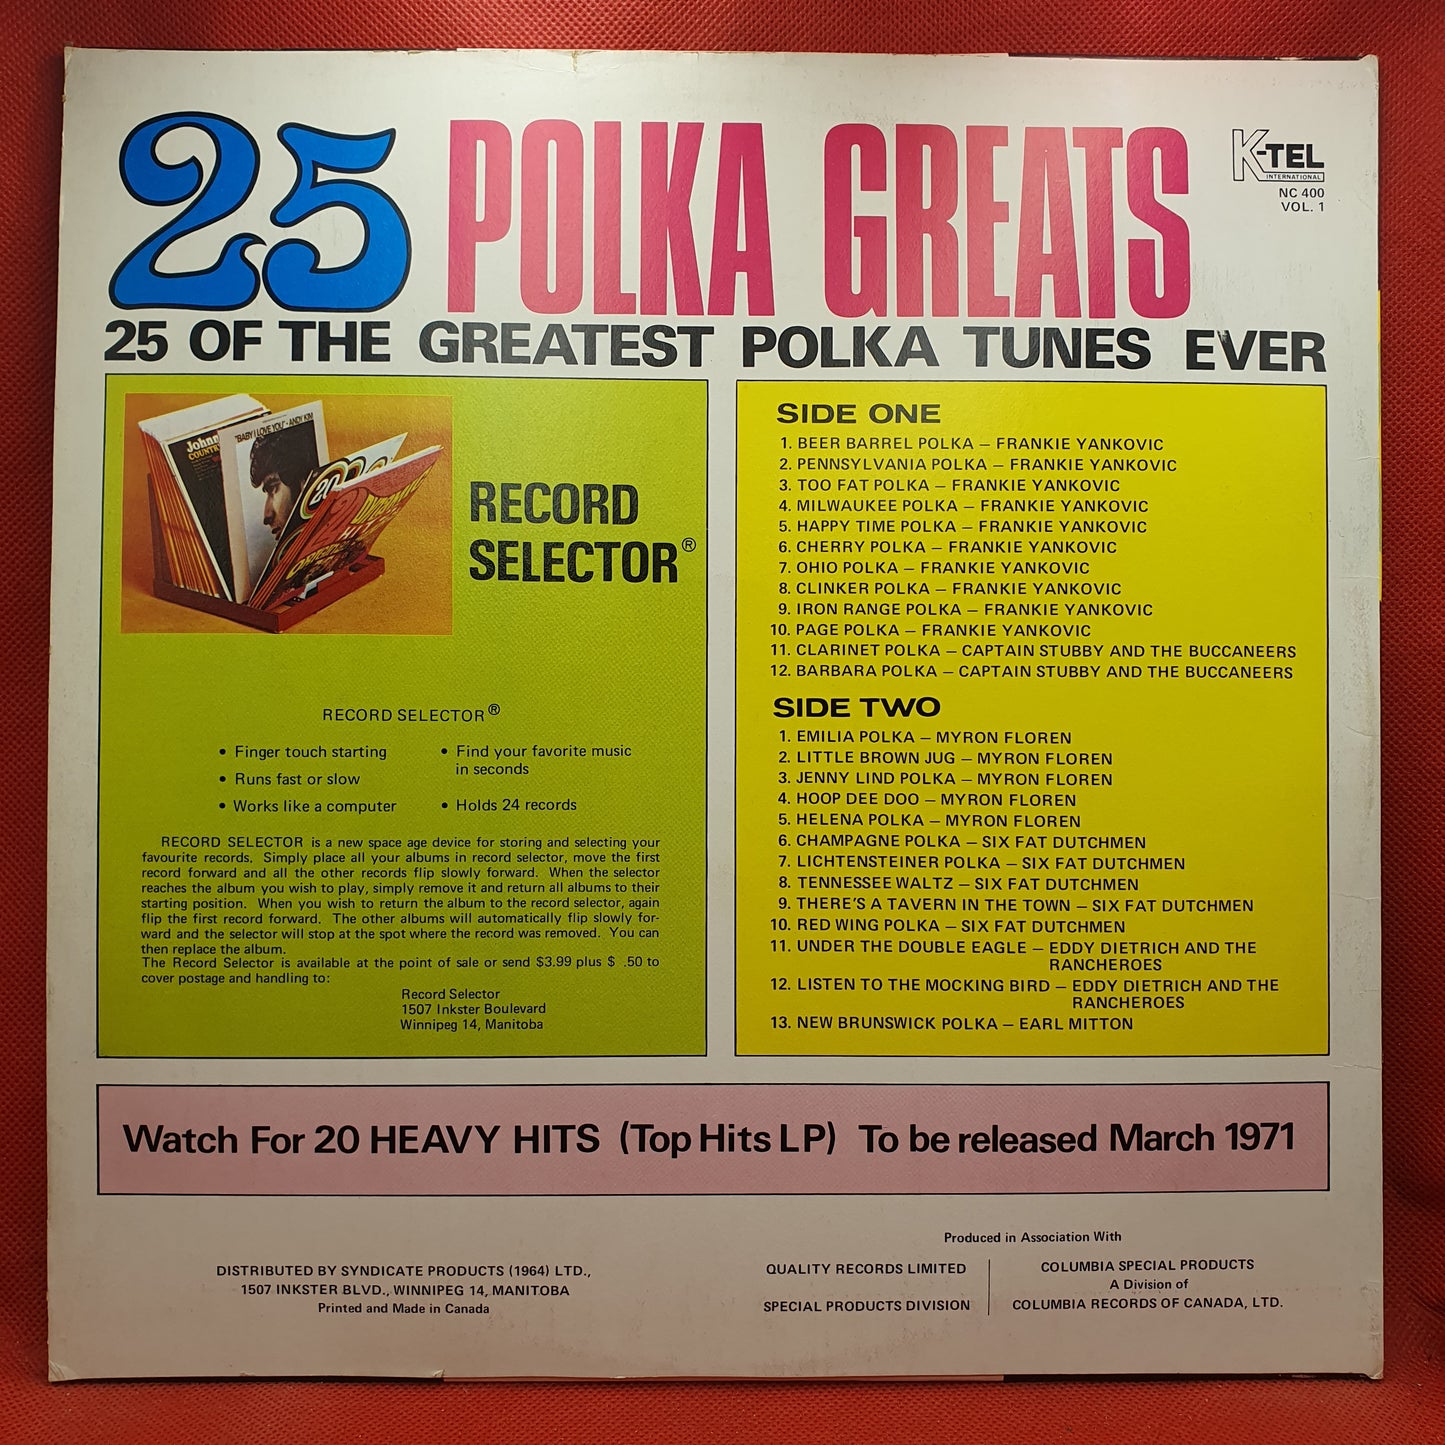 25 POLKA GREATS
K-TEL
INTERNATIONAL
NC 400
VOL. 1
25 OF THE GREATEST POLKA TUNES EVER
"BABY I LOVE YOU" - ANDY KIM
20
RECORD
SELECTOR®
RECORD SELECTOR®
• Finger touch starting
• Runs fast or slow
• Works like a computer
• Find your favorite music
in seconds
• Holds 24 records
RECORD SELECTOR is a new space age device for storing and selecting your
favourite records. Simply place all your albums in record selector, move the first
record forward and all the other records flip slowly forward. When the selector
reaches the album you wish to play, simply remove it and return all albums to their
starting position. When you wish to return the album to the record selector, again
flip the first record forward. The other albums will automatically flip slowly for-
ward and the selector will stop at the spot where the record was removed. You can
then replace the album.
The Record Selector is available at the point of sale or send $3.99 plus $ .50 to
cover postage and handling to:
Record Selector
1507 Inkster Boulevard
Winnipeg 14, Manitoba
SIDE ONE
1. BEER BARREL POLKA – FRANKIE YANKOVIC
2. PENNSYLVANIA POLKA – FRANKIE YANKOVIC
3. TOO FAT POLKA – FRANKIE YANKOVIC
4. MILWAUKEE POLKA – FRANKIE YANKOVIC
5. HAPPY TIME POLKA – FRANKIE YANKOVIC
6. CHERRY POLKA – FRANKIE YANKOVIC
7. OHIO POLKA – FRANKIE YANKOVIC
8. CLINKER POLKA – FRANKIE YANKOVIC
9. IRON RANGE POLKA – FRANKIE YANKOVIC
10. PAGE POLKA – FRANKIE YANKOVIC
11. CLARINET POLKA – CAPTAIN STUBBY AND THE BUCCANEERS
12. BARBARA POLKA – CAPTAIN STUBBY AND THE BUCCANEERS
SIDE TWO
1. EMILIA POLKA – MYRON FLOREN
2. LITTLE BROWN JUG – MYRON FLOREN
3. JENNY LIND POLKA – MYRON FLOREN
4. HOOP DEE DOO – MYRON FLOREN
5. HELENA POLKA – MYRON FLOREN
6. CHAMPAGNE POLKA – SIX FAT DUTCHMEN
7. LICHTENSTEINER POLKA – SIX FAT DUTCHMEN
8. TENNESSEE WALTZ – SIX FAT DUTCHMEN
9. THERE'S A TAVERN IN THE TOWN – SIX FAT DUTCHMEN
10. RED WING POLKA – SIX FAT DUTCHMEN
11. UNDER THE DOUBLE EAGLE – EDDY DIETRICH AND THE
RANCHEROES
12. LISTEN TO THE MOCKING BIRD – EDDY DIETRICH AND THE
RANCHEROES
13. NEW BRUNSWICK POLKA – EARL MITTON
Watch For 20 HEAVY HITS (Top Hits LP) To be released March 1971
DISTRIBUTED BY SYNDICATE PRODUCTS (1964) LTD.,
1507 INKSTER BLVD., WINNIPEG 14, MANITOBA
Printed and Made in Canada
Produced in Association With
QUALITY RECORDS LIMITED
SPECIAL PRODUCTS DIVISION
COLUMBIA SPECIAL PRODUCTS
A Division of
COLUMBIA RECORDS OF CANADA, LTD.